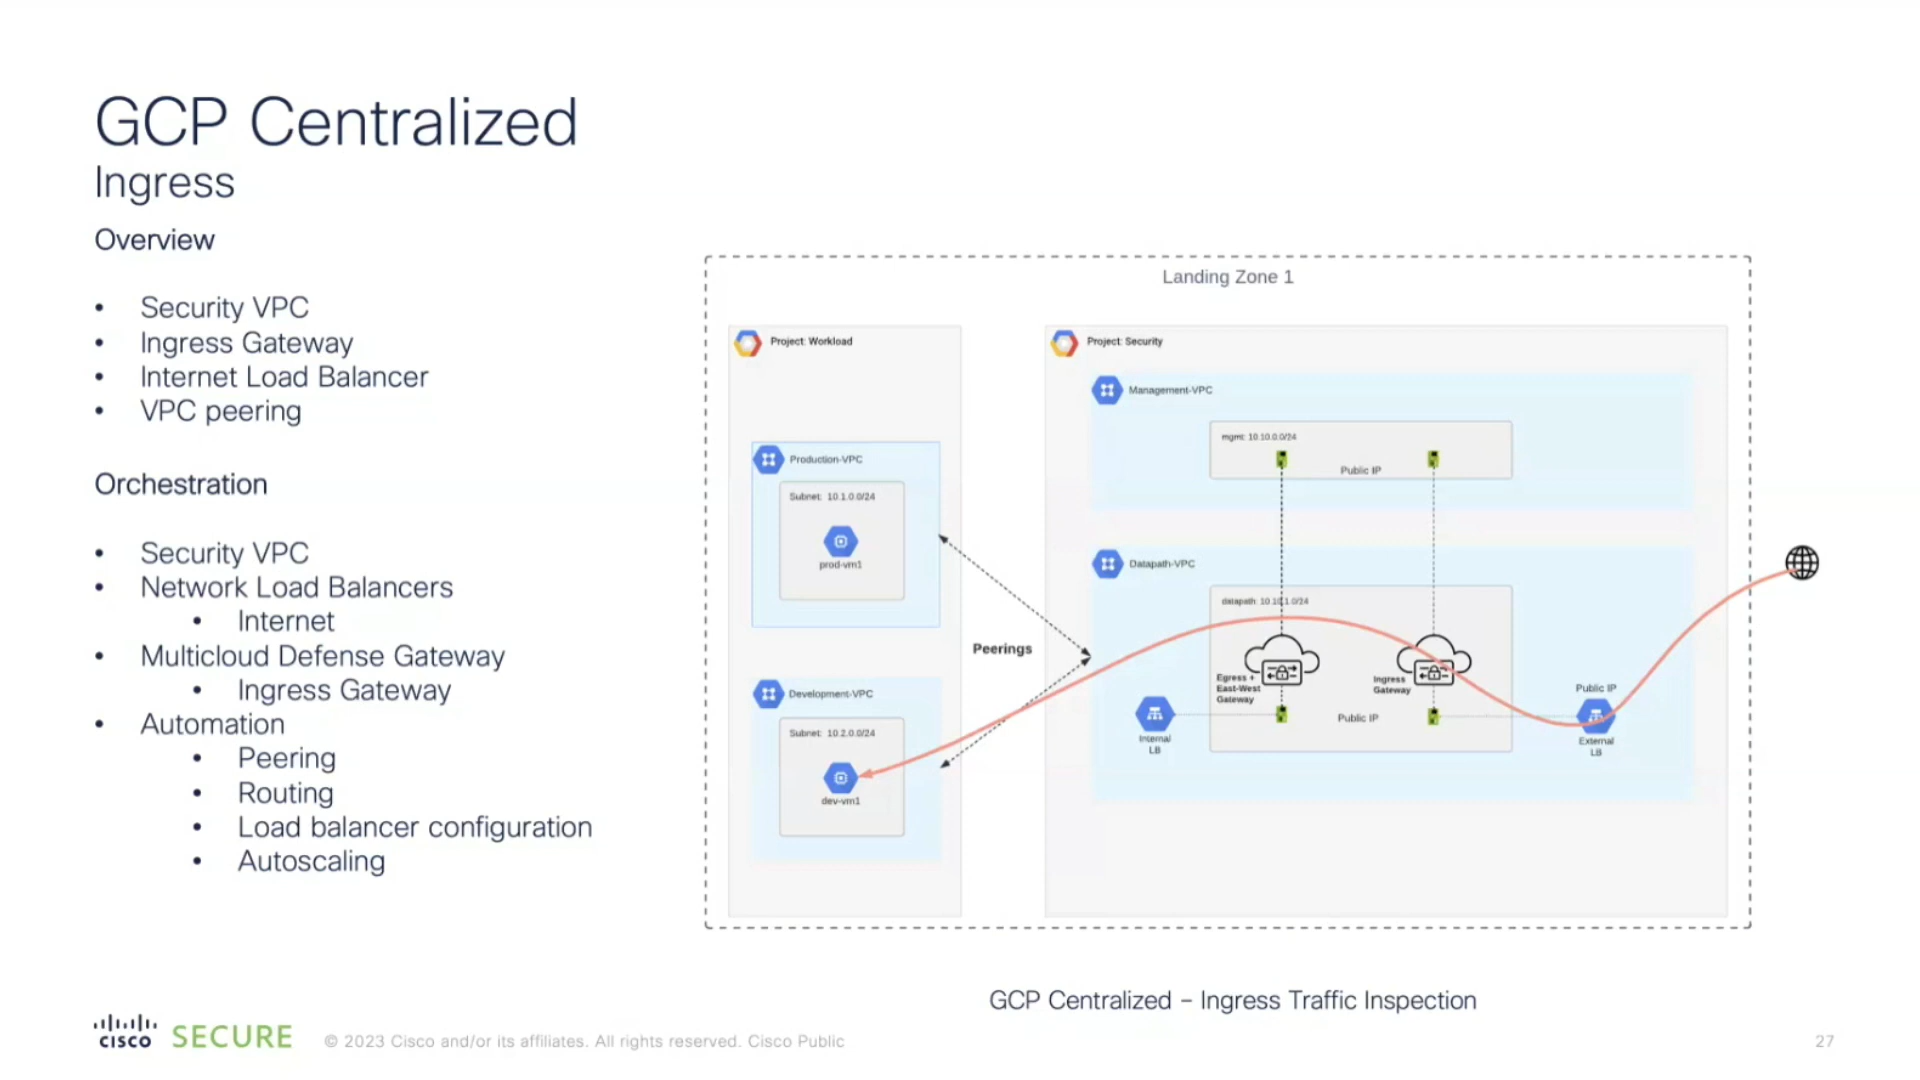 GCP Centralized
Ingress
Overview
• Security VPC
• Ingress Gateway
• Internet Load Balancer
• VPC peering
Orchestration
• Security VPC
• Network Load Balancers
• Internet
• Multicloud Defense Gateway
• Ingress Gateway
• Automation
• Peering
• Routing
• Load balancer configuration
• Autoscaling
Landing Zone 1
Project: Workload
Production-VPC
Subnet: 10.1.0.0/24
prod-vm1
Development-VPC
Subnet: 10.2.0.0/24
dev-vm1
Peerings
Project: Security
Management-VPC
mgmt: 10.10.0.0/24
Public IP
Datapath-VPC
datapath: 10.10.1.0/24
Egress +
East-West
Gateway
Ingress
Gateway
Public IP
Internal
LB
Public IP
External
LB
GCP Centralized – Ingress Traffic Inspection
CISCO SECURE
© 2023 Cisco and/or its affiliates. All rights reserved. Cisco Public
27